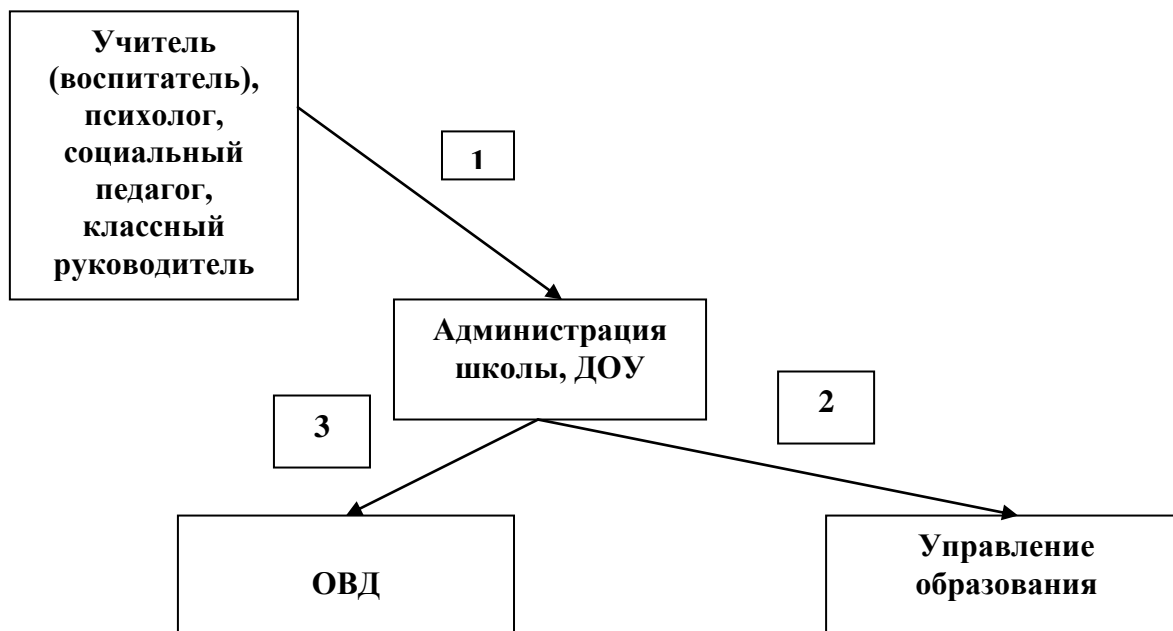 Учитель
(воспитатель),
психолог,
социальный
педагог,
классный
руководитель
1
Администрация
школы, ДОУ
3
2
ОВД
Управление
образования